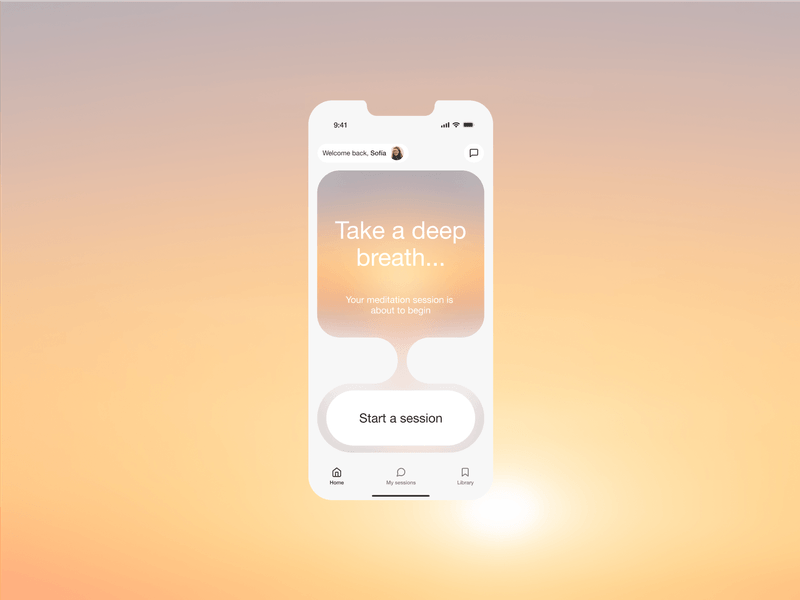 9:41
Welcome back, Sofía
Take a deep
breath...
Your meditation session is
about to begin
Start a session
Home
My sessions
Library